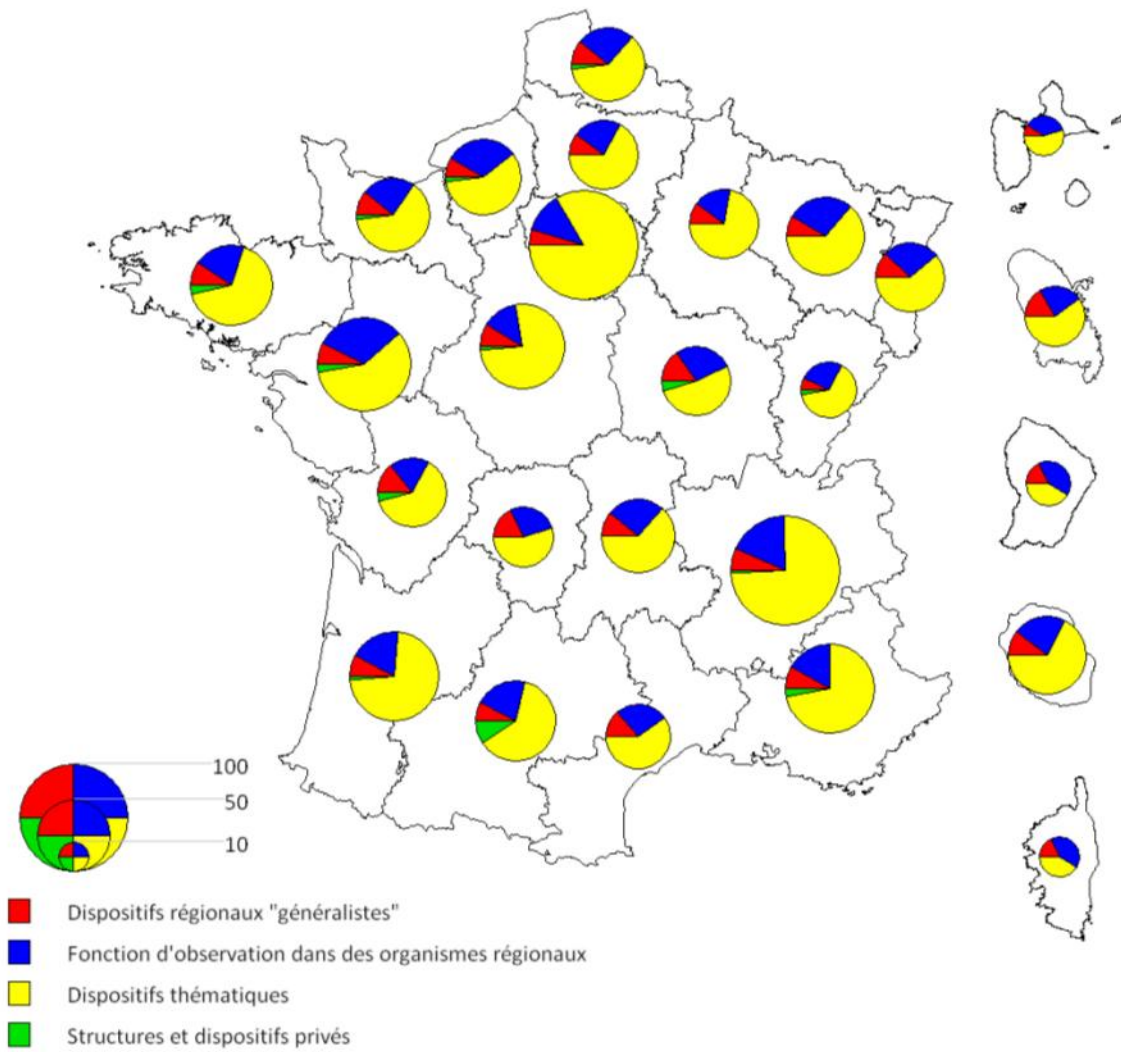 100
50
10
Dispositifs régionaux "généralistes"
Fonction d'observation dans des organismes régionaux
Dispositifs thématiques
Structures et dispositifs privés